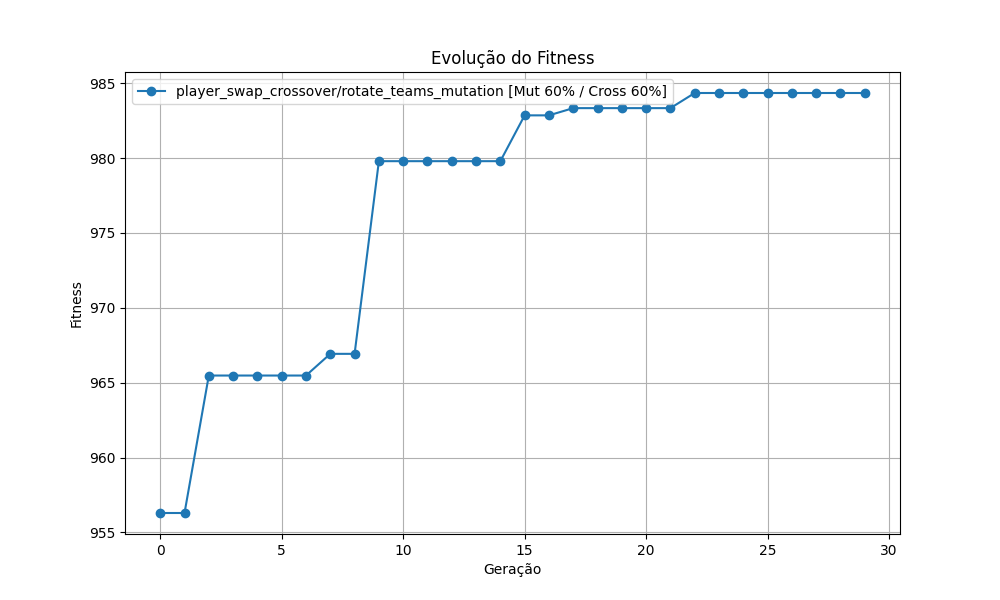 Evolução do Fitness
player_swap_crossover/rotate_teams_mutation [Mut 60% / Cross 60%]
Fitness
985
980
975
970
965
960
955
0 5 10 15 20 25 30
Geração